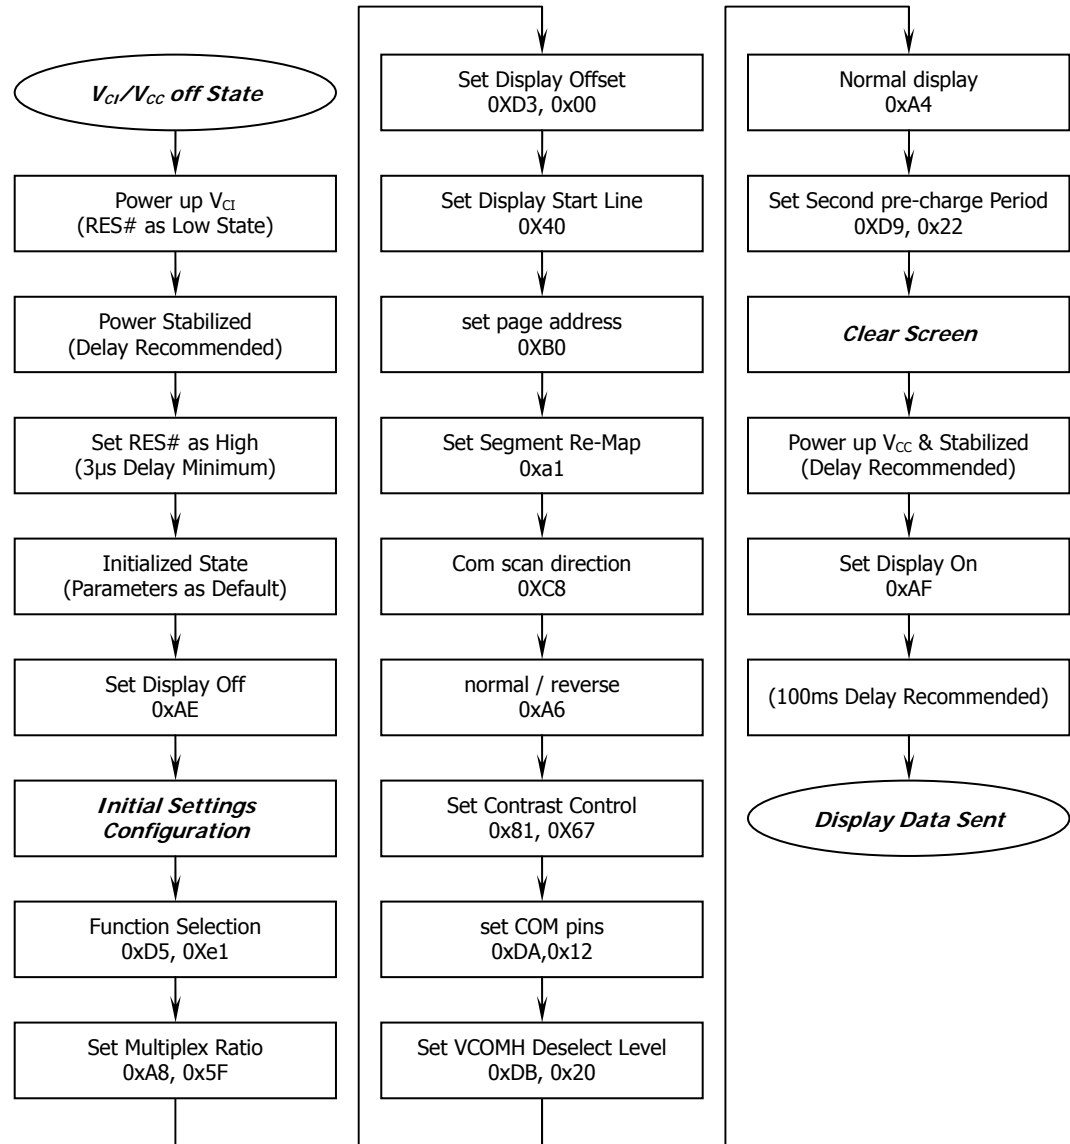 V_CI/V_CC off State
Power up V_CI
(RES# as Low State)
Power Stabilized
(Delay Recommended)
Set RES# as High
(3µs Delay Minimum)
Initialized State
(Parameters as Default)
Set Display Off
0xAE
Initial Settings
Configuration
Function Selection
0xD5, 0Xe1
Set Multiplex Ratio
0xA8, 0x5F
Set Display Offset
0XD3, 0x00
Set Display Start Line
0X40
set page address
0XB0
Set Segment Re-Map
0xa1
Com scan direction
0XC8
normal / reverse
0xA6
Set Contrast Control
0x81, 0X67
set COM pins
0xDA,0x12
Set VCOMH Deselect Level
0xDB, 0x20
Normal display
0xA4
Set Second pre-charge Period
0XD9, 0x22
Clear Screen
Power up V_CC & Stabilized
(Delay Recommended)
Set Display On
0xAF
(100ms Delay Recommended)
Display Data Sent